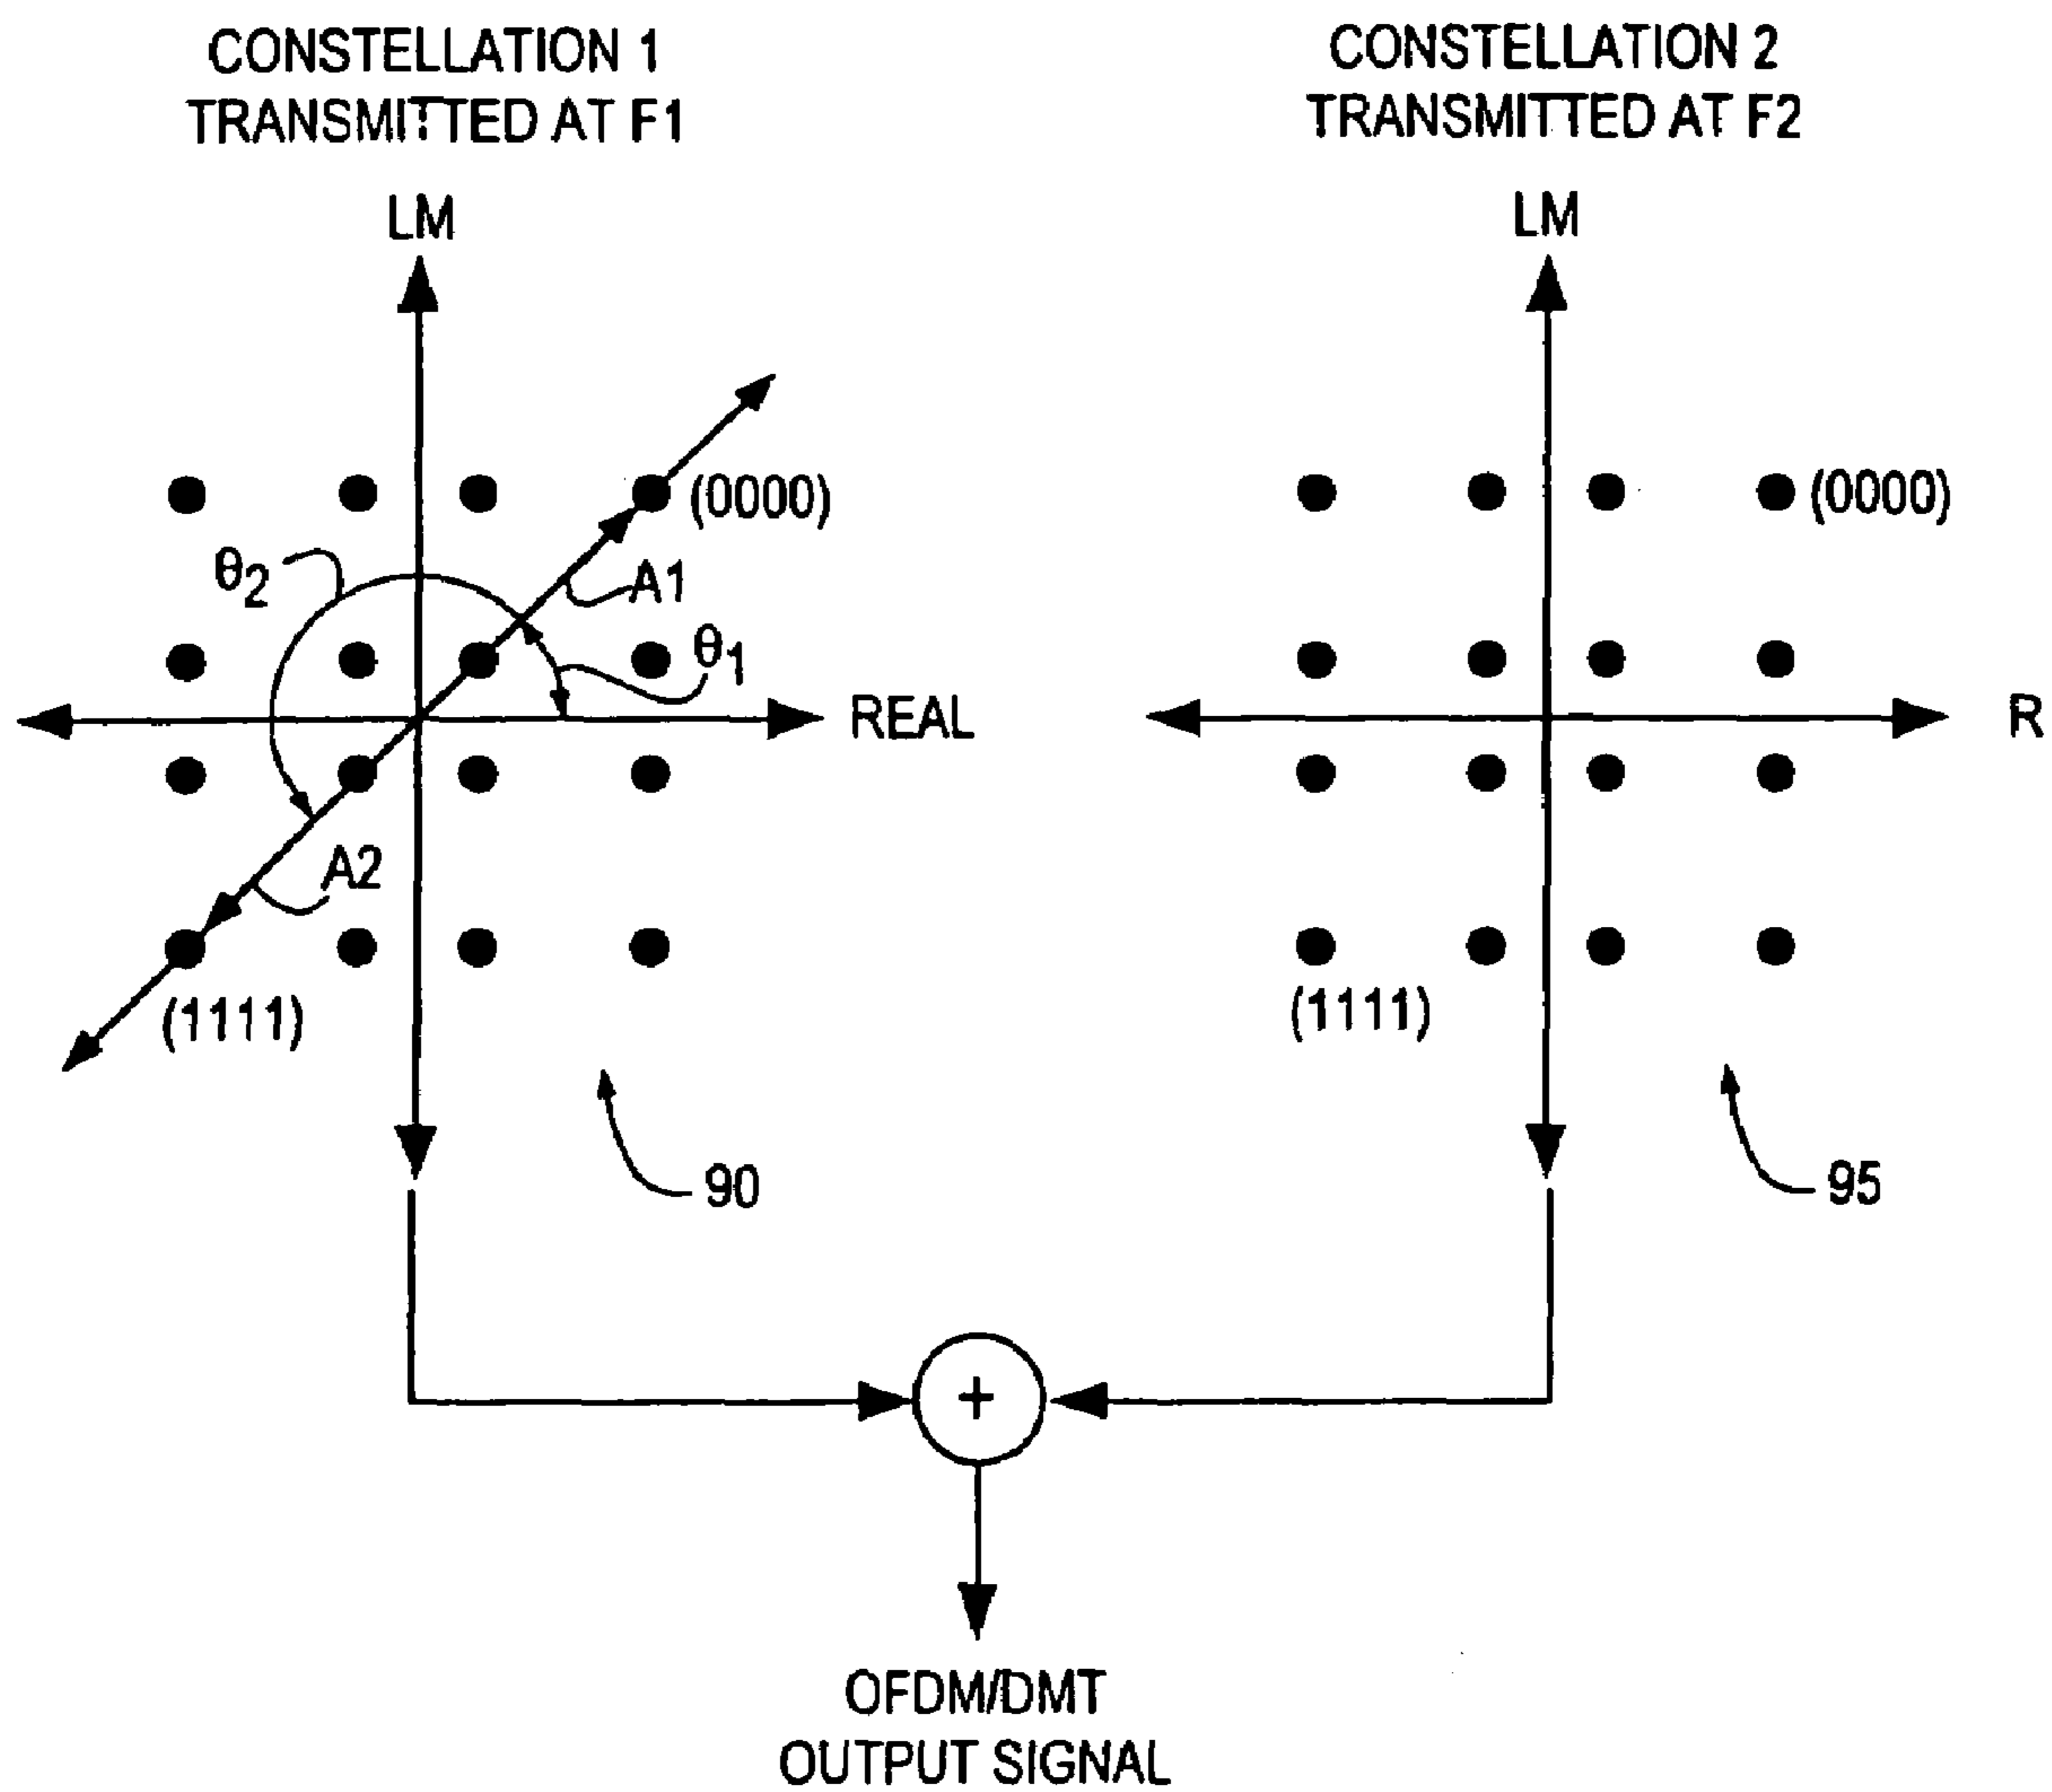 CONSTELLATION 1
TRANSMITTED AT F1
LM
(0000)
θ2
A1
θ1
REAL
A2
(1111)
90
CONSTELLATION 2
TRANSMITTED AT F2
LM
(0000)
R
(1111)
95
+
OFDM/DMT
OUTPUT SIGNAL